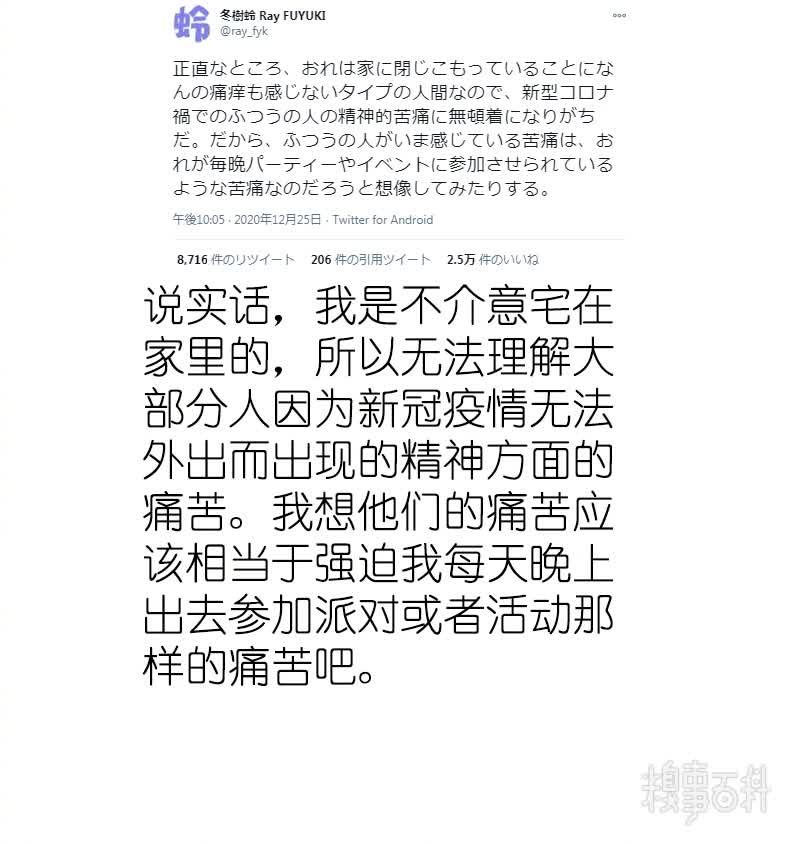 蛉
冬樹蛉 Ray FUYUKI
@ray_fyk
正直なところ、おれは家に閉じこもっていることにな
んの痛痒も感じないタイプの人間なので、新型コロナ
禍でのふつうの人の精神的苦痛に無頓着になりがち
だ。だから、ふつうの人がいま感じている苦痛は、お
れが毎晩パーティーやイベントに参加させられている
ような苦痛なのだろうと想像してみたりする。
午後10:05 · 2020年12月25日 · Twitter for Android
8,716 件のリツイート 206 件の引用ツイート 2.5万 件のいいね
说实话，我是不介意宅在
家里的，所以无法理解大
部分人因为新冠疫情无法
外出而出现的精神方面的
痛苦。我想他们的痛苦应
该相当于强迫我每天晚上
出去参加派对或者活动那
样的痛苦吧。
糗事百科